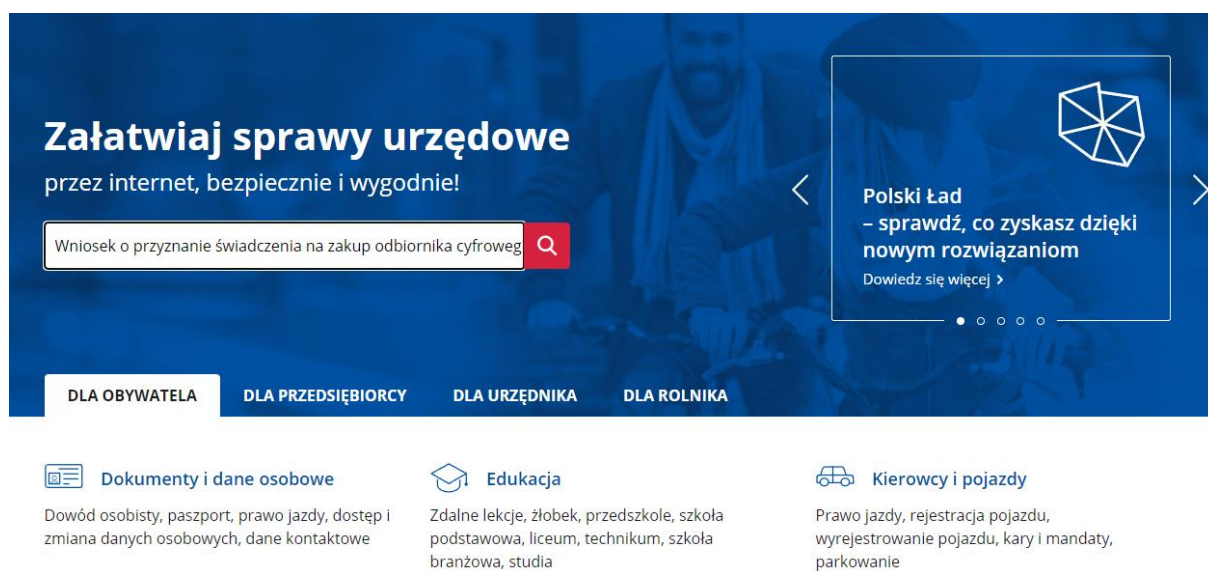 Załatwiaj sprawy urzędowe
przez internet, bezpiecznie i wygodnie!
Wniosek o przyznanie świadczenia na zakup odbiornika cyfroweg
Polski Ład
– sprawdź, co zyskasz dzięki
nowym rozwiązaniom
Dowiedz się więcej >
DLA OBYWATELA DLA PRZEDSIĘBIORCY DLA URZĘDNIKA DLA ROLNIKA
Dokumenty i dane osobowe
Dowód osobisty, paszport, prawo jazdy, dostęp i
zmiana danych osobowych, dane kontaktowe
Edukacja
Zdalne lekcje, żłobek, przedszkole, szkoła
podstawowa, liceum, technikum, szkoła
branżowa, studia
Kierowcy i pojazdy
Prawo jazdy, rejestracja pojazdu,
wyrejestrowanie pojazdu, kary i mandaty,
parkowanie